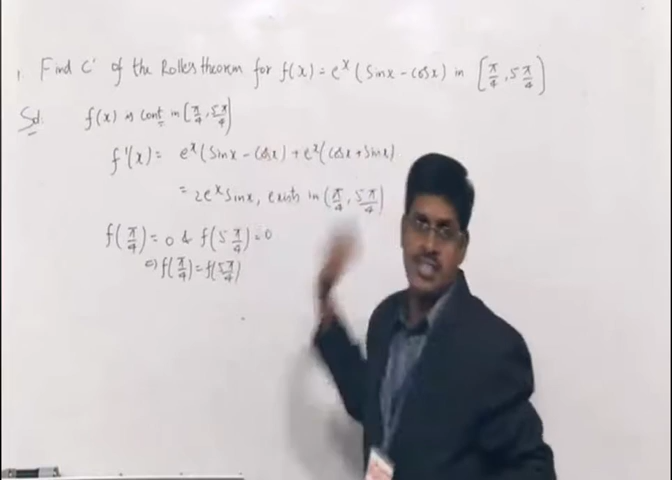 1. Find C' of the Rolles theorem for f(x) = e^x (Sinx - Cosx) in [π/4, 5π/4]
Sol: f(x) is cont in [π/4, 5π/4]
f'(x) = e^x (Sinx - Cosx) + e^x (Cosx + Sinx)
= 2e^x Sinx, exists in (π/4, 5π/4)
f(π/4) = 0 & f(5π/4) = 0
⇒ f(π/4) = f(5π/4)